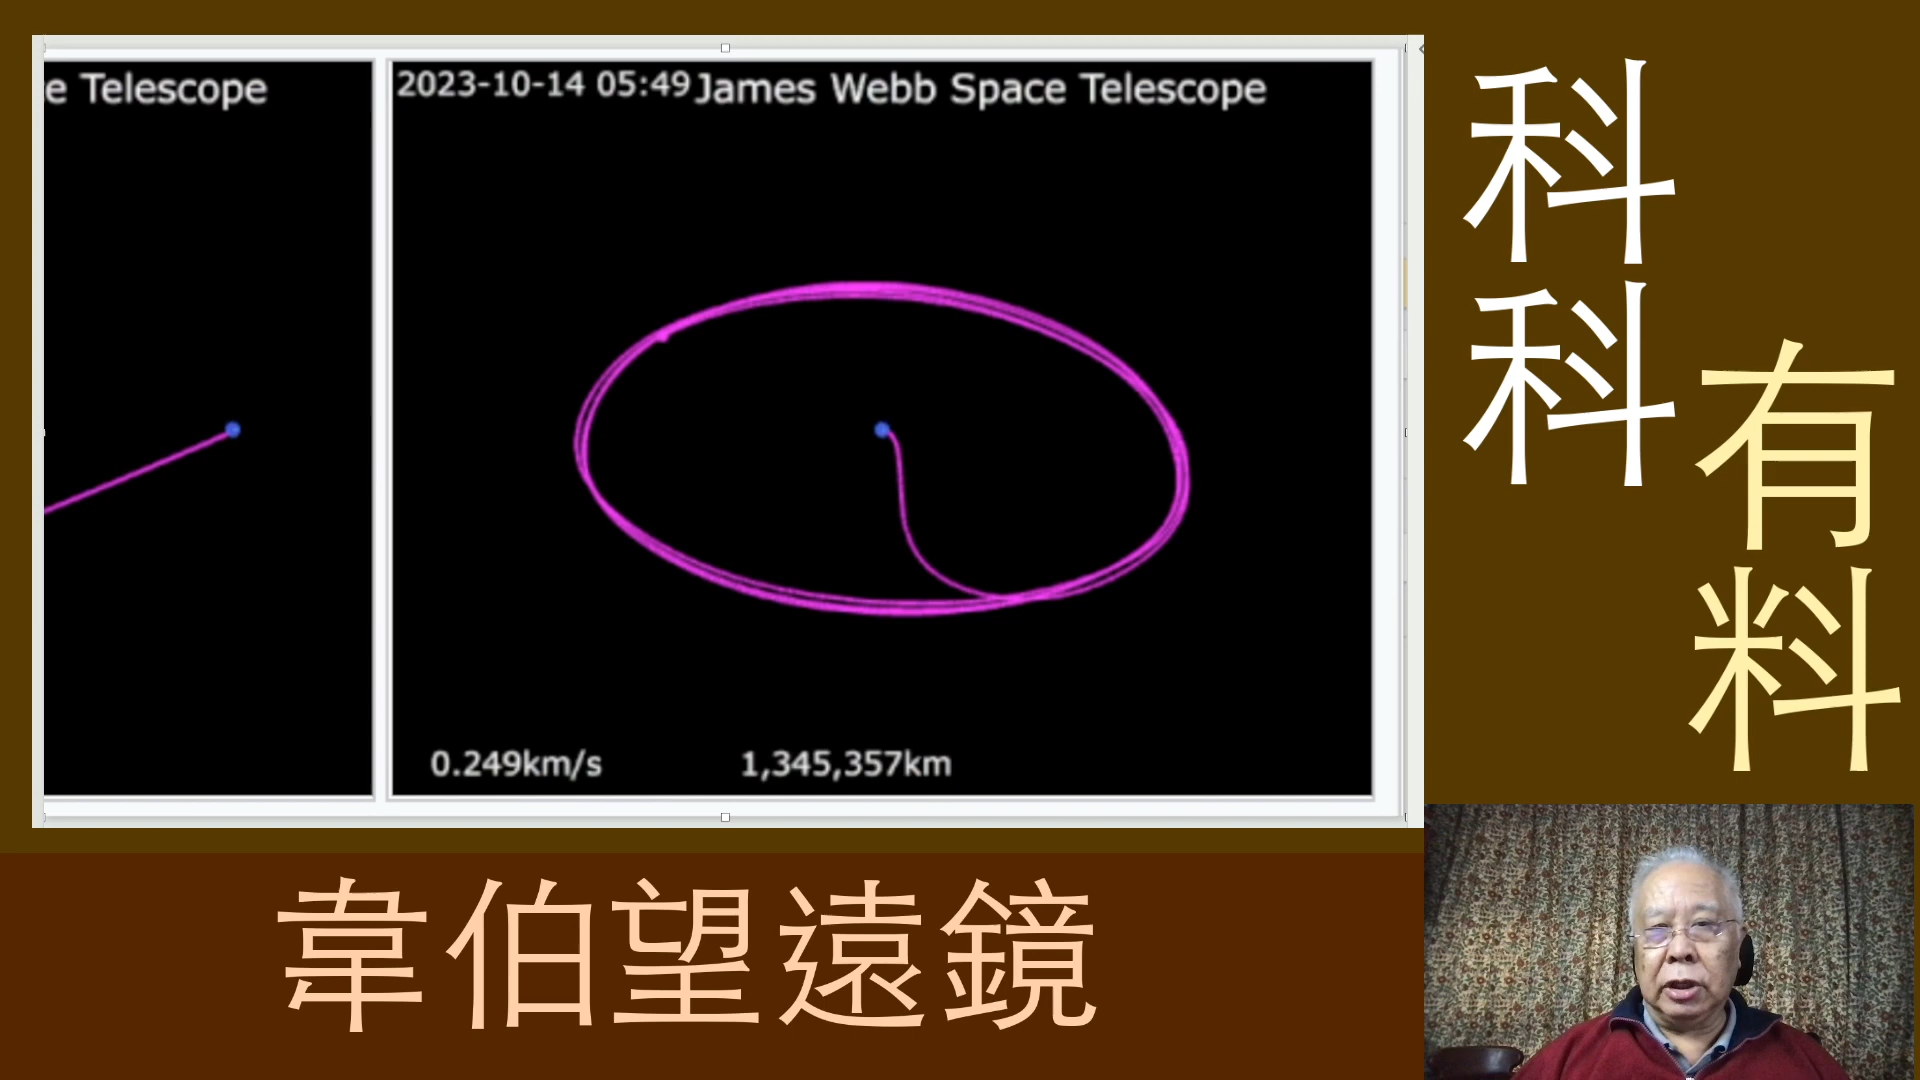 e Telescope
2023-10-14 05:49 James Webb Space Telescope
0.249km/s 1,345,357km
科科
有料
韋伯望遠鏡